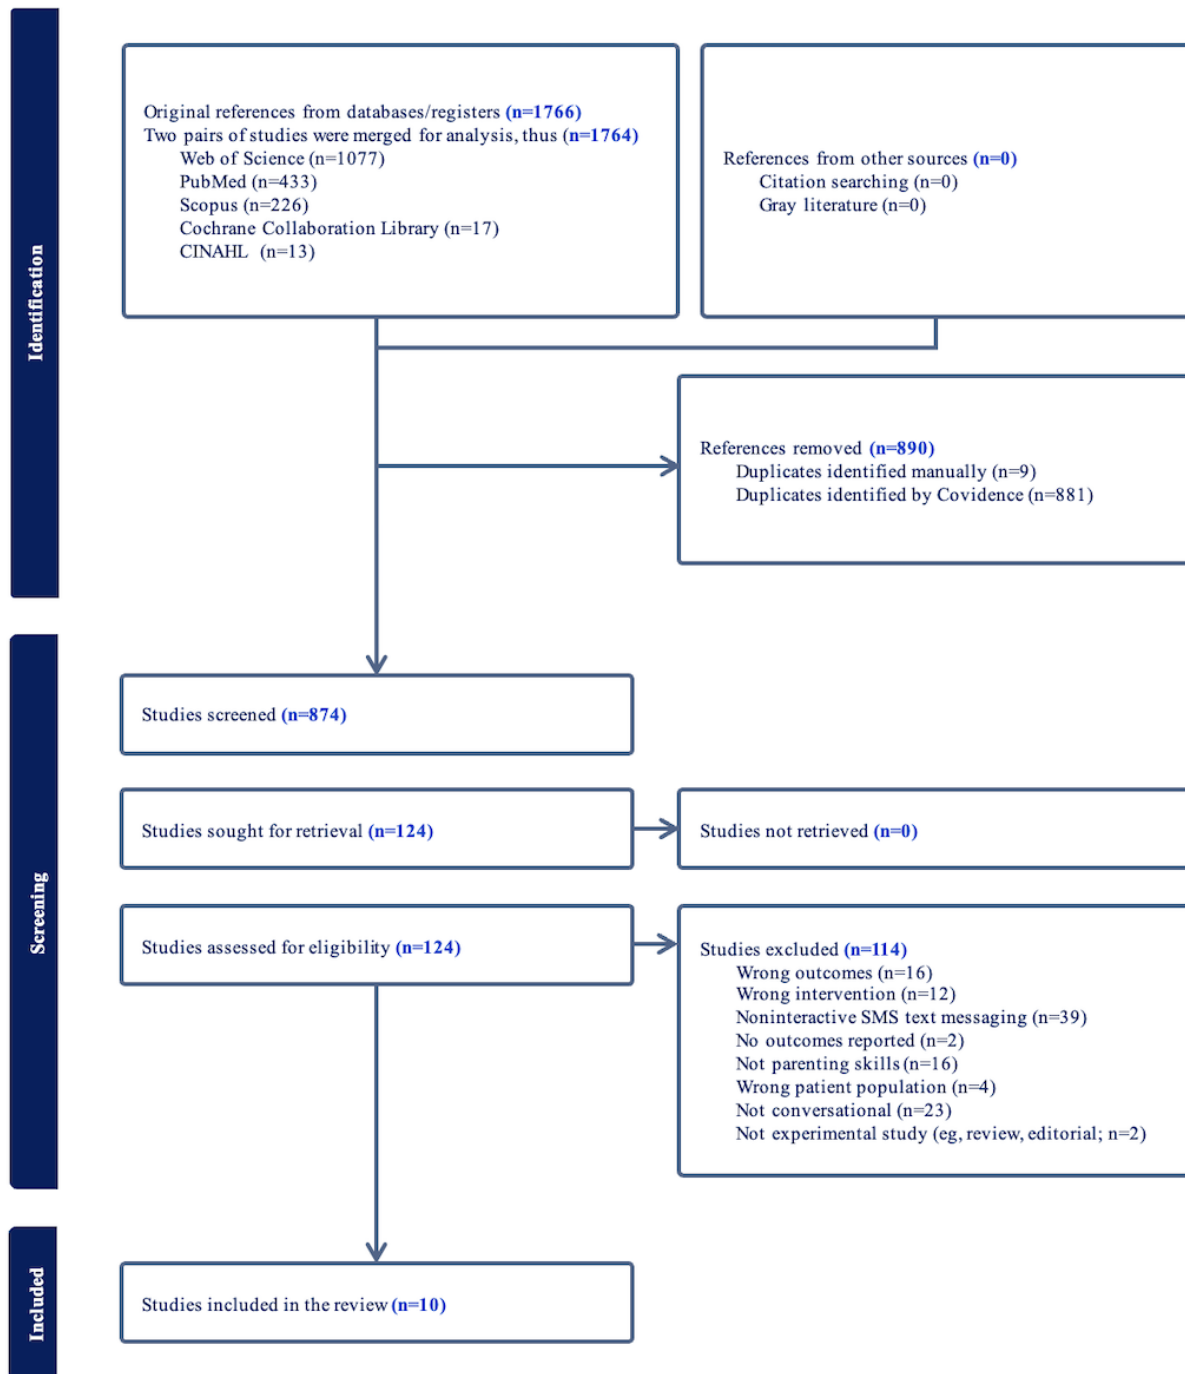 Identification
Original references from databases/registers (n=1766)
Two pairs of studies were merged for analysis, thus (n=1764)
Web of Science (n=1077)
PubMed (n=433)
Scopus (n=226)
Cochrane Collaboration Library (n=17)
CINAHL (n=13)
References from other sources (n=0)
Citation searching (n=0)
Gray literature (n=0)
References removed (n=890)
Duplicates identified manually (n=9)
Duplicates identified by Covidence (n=881)
Screening
Studies screened (n=874)
Studies sought for retrieval (n=124)
Studies not retrieved (n=0)
Studies assessed for eligibility (n=124)
Studies excluded (n=114)
Wrong outcomes (n=16)
Wrong intervention (n=12)
Noninteractive SMS text messaging (n=39)
No outcomes reported (n=2)
Not parenting skills (n=16)
Wrong patient population (n=4)
Not conversational (n=23)
Not experimental study (eg, review, editorial; n=2)
Included
Studies included in the review (n=10)